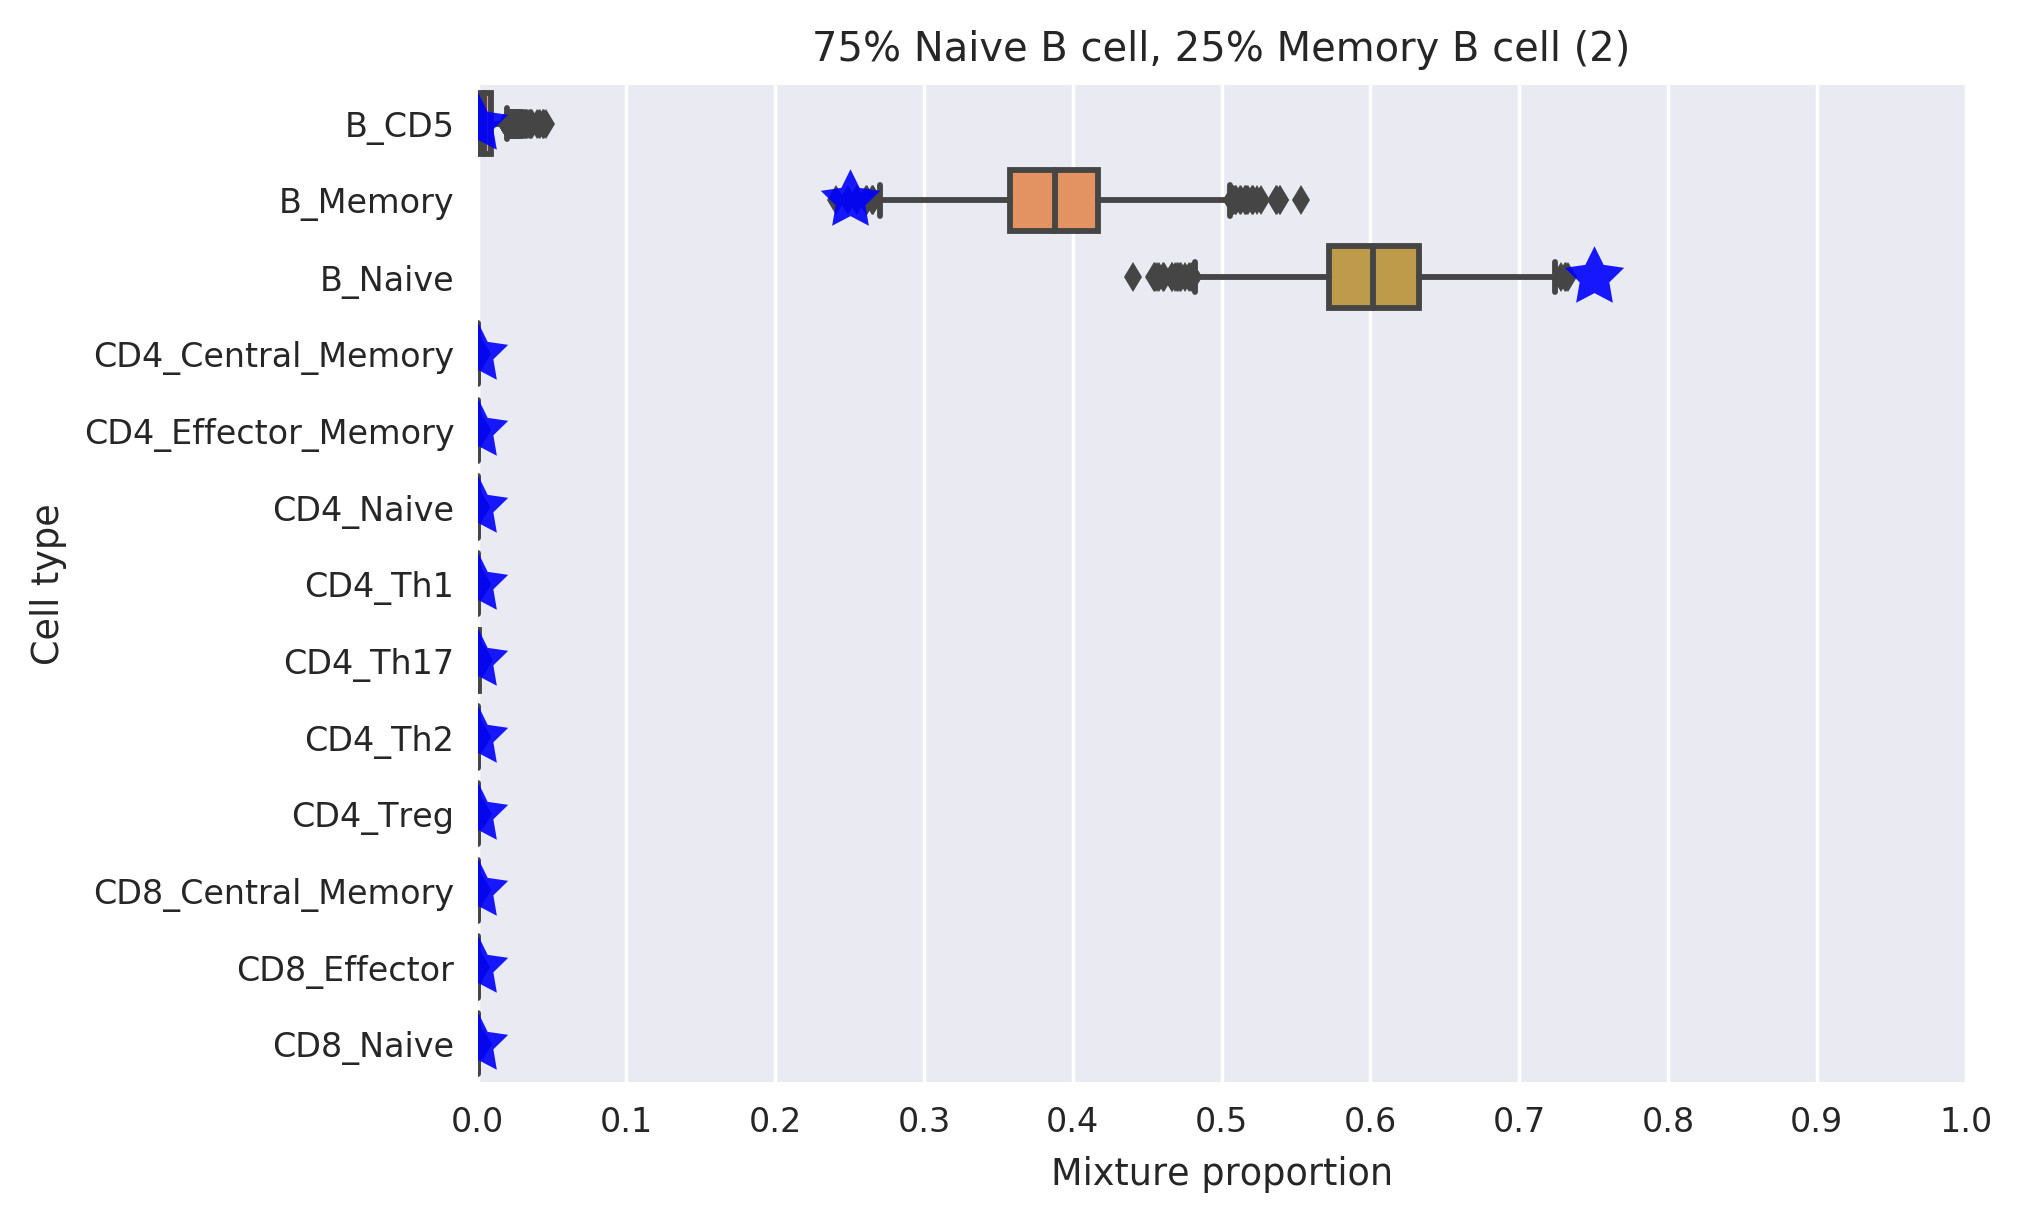 75% Naive B cell, 25% Memory B cell (2)
B_CD5
B_Memory
B_Naive
CD4_Central_Memory
CD4_Effector_Memory
CD4_Naive
CD4_Th1
CD4_Th17
CD4_Th2
CD4_Treg
CD8_Central_Memory
CD8_Effector
CD8_Naive
Cell type
0.0 0.1 0.2 0.3 0.4 0.5 0.6 0.7 0.8 0.9 1.0
Mixture proportion